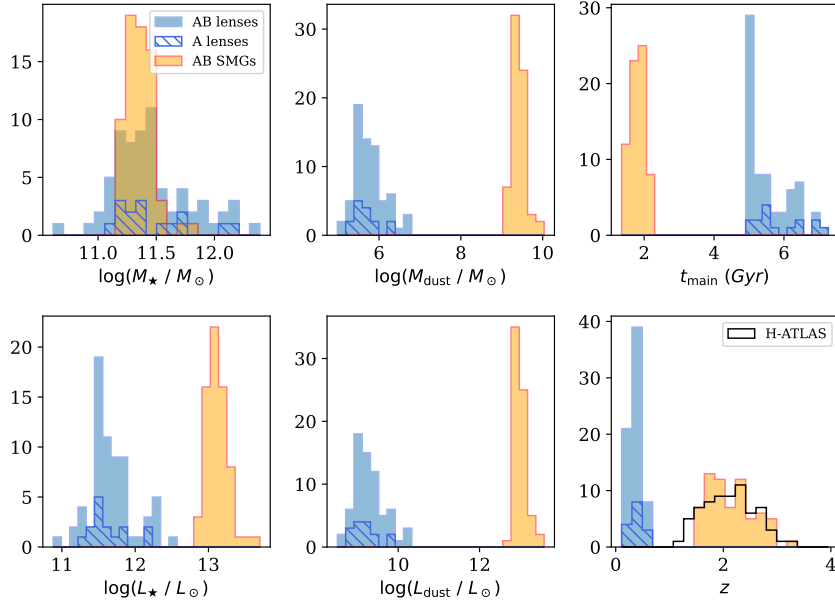 AB lenses
A lenses
AB SMGs
0 5 10 15
11.0 11.5 12.0
log(M★ / M⊙)
0 10 20 30
6 8 10
log(Mdust / M⊙)
0 10 20 30
2 4 6
tmain (Gyr)
0 5 10 15 20
11 12 13
log(L★ / L⊙)
0 10 20 30
10 12
log(Ldust / L⊙)
H-ATLAS
0 10 20 30 40
0 2 4
z